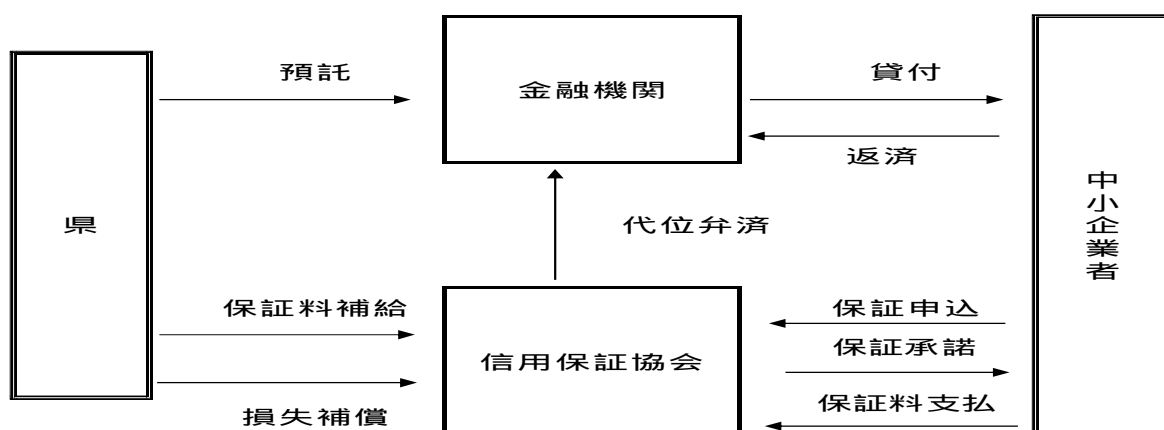 預託
金融機関
貸付
返済
県
代位弁済
中小企業者
保証料補給
保証申込
信用保証協会
保証承諾
損失補償
保証料支払